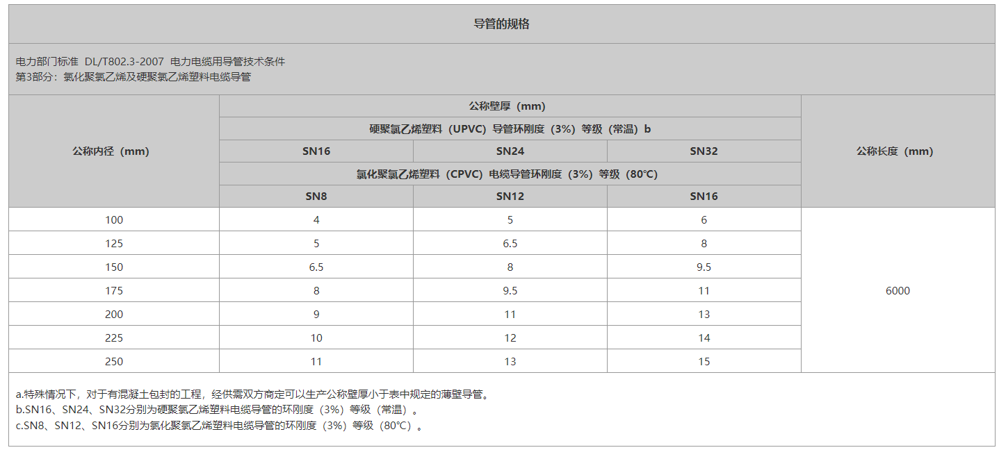 导管的规格
电力部门标准 DL/T802.3-2007 电力电缆用导管技术条件
第3部分：氯化聚氯乙烯及硬聚氯乙烯塑料电缆导管
公称内径（mm） 公称壁厚（mm） 公称长度（mm）
硬聚氯乙烯塑料（UPVC）导管环刚度（3%）等级（常温）b
SN16 SN24 SN32
氯化聚氯乙烯塑料（CPVC）电缆导管环刚度（3%）等级（80℃）
SN8 SN12 SN16
100 4 5 6
125 5 6.5 8
150 6.5 8 9.5
175 8 9.5 11 6000
200 9 11 13
225 10 12 14
250 11 13 15
a.特殊情况下，对于有混凝土包封的工程，经供需双方商定可以生产公称壁厚小于表中规定的薄壁导管。
b.SN16、SN24、SN32分别为硬聚氯乙烯塑料电缆导管的环刚度（3%）等级（常温）。
c.SN8、SN12、SN16分别为氯化聚氯乙烯塑料电缆导管的环刚度（3%）等级（80℃）。